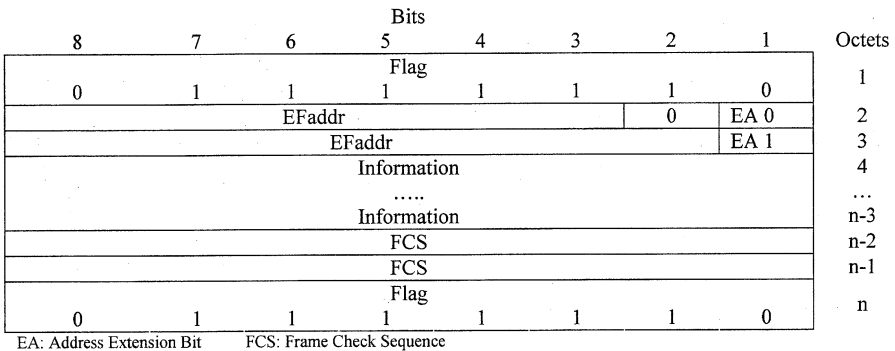 Bits
8 7 6 5 4 3 2 1 Octets
Flag
0 1 1 1 1 1 1 0 1
EFaddr 0 EA 0 2
EFaddr EA 1 3
Information 4
..... ...
Information n-3
FCS n-2
FCS n-1
Flag
0 1 1 1 1 1 1 0 n
EA: Address Extension Bit FCS: Frame Check Sequence